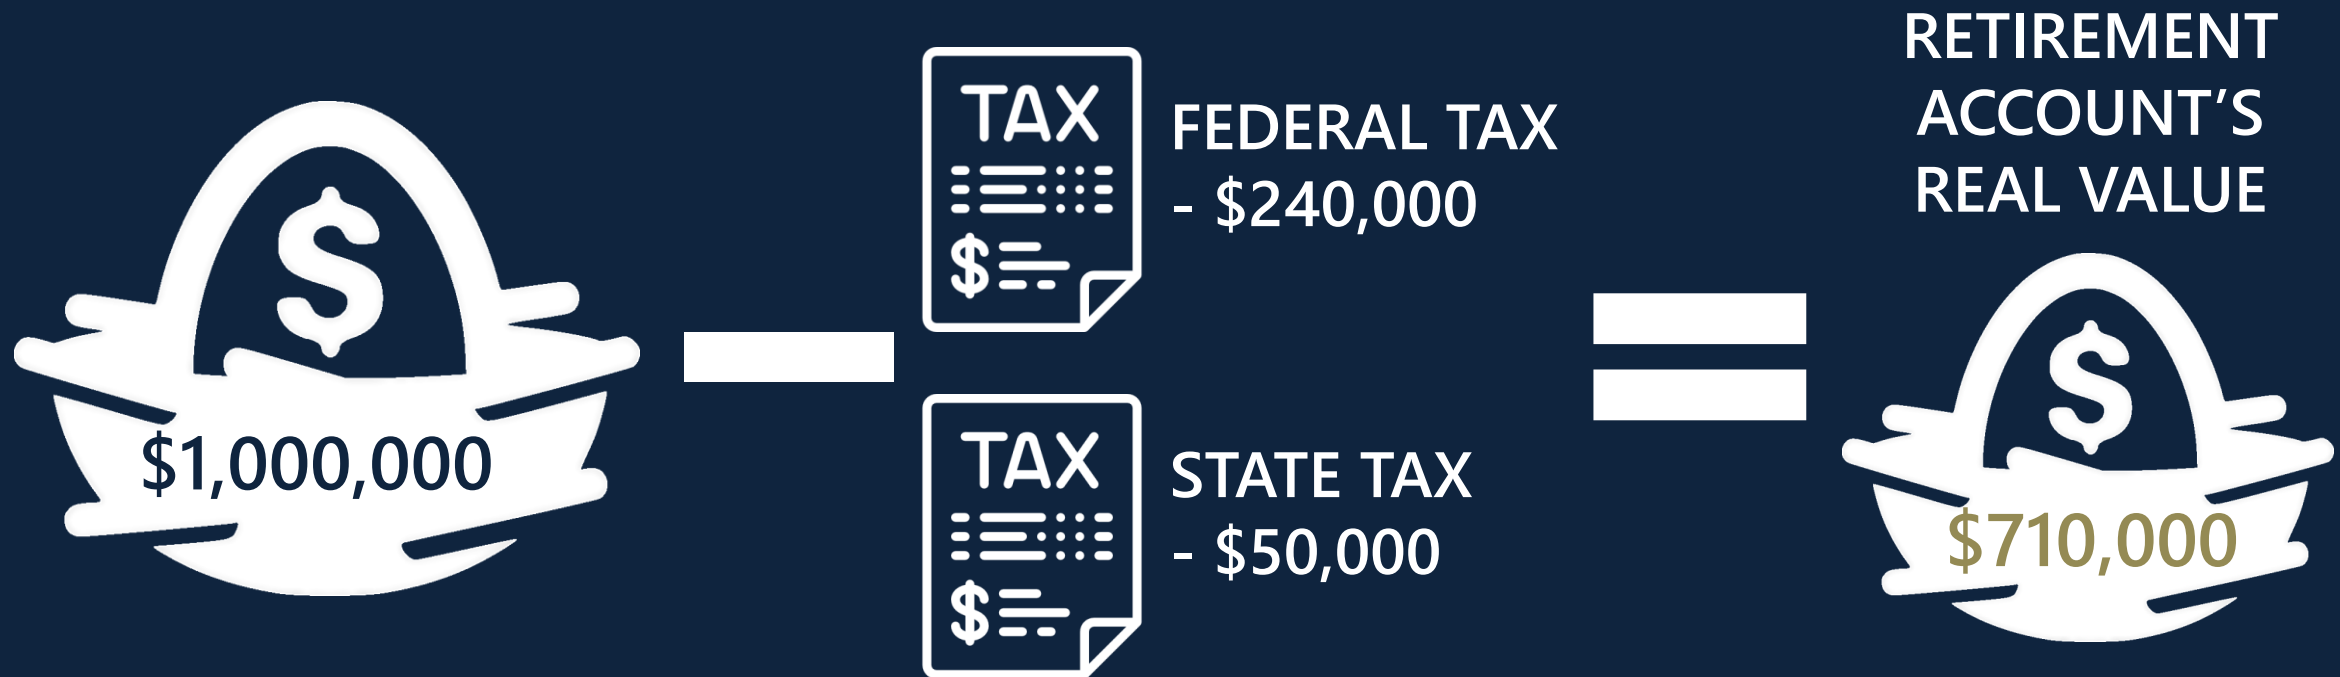 $
$1,000,000
TAX
$
FEDERAL TAX
- $240,000
TAX
$
STATE TAX
- $50,000
RETIREMENT
ACCOUNT’S
REAL VALUE
$
$710,000